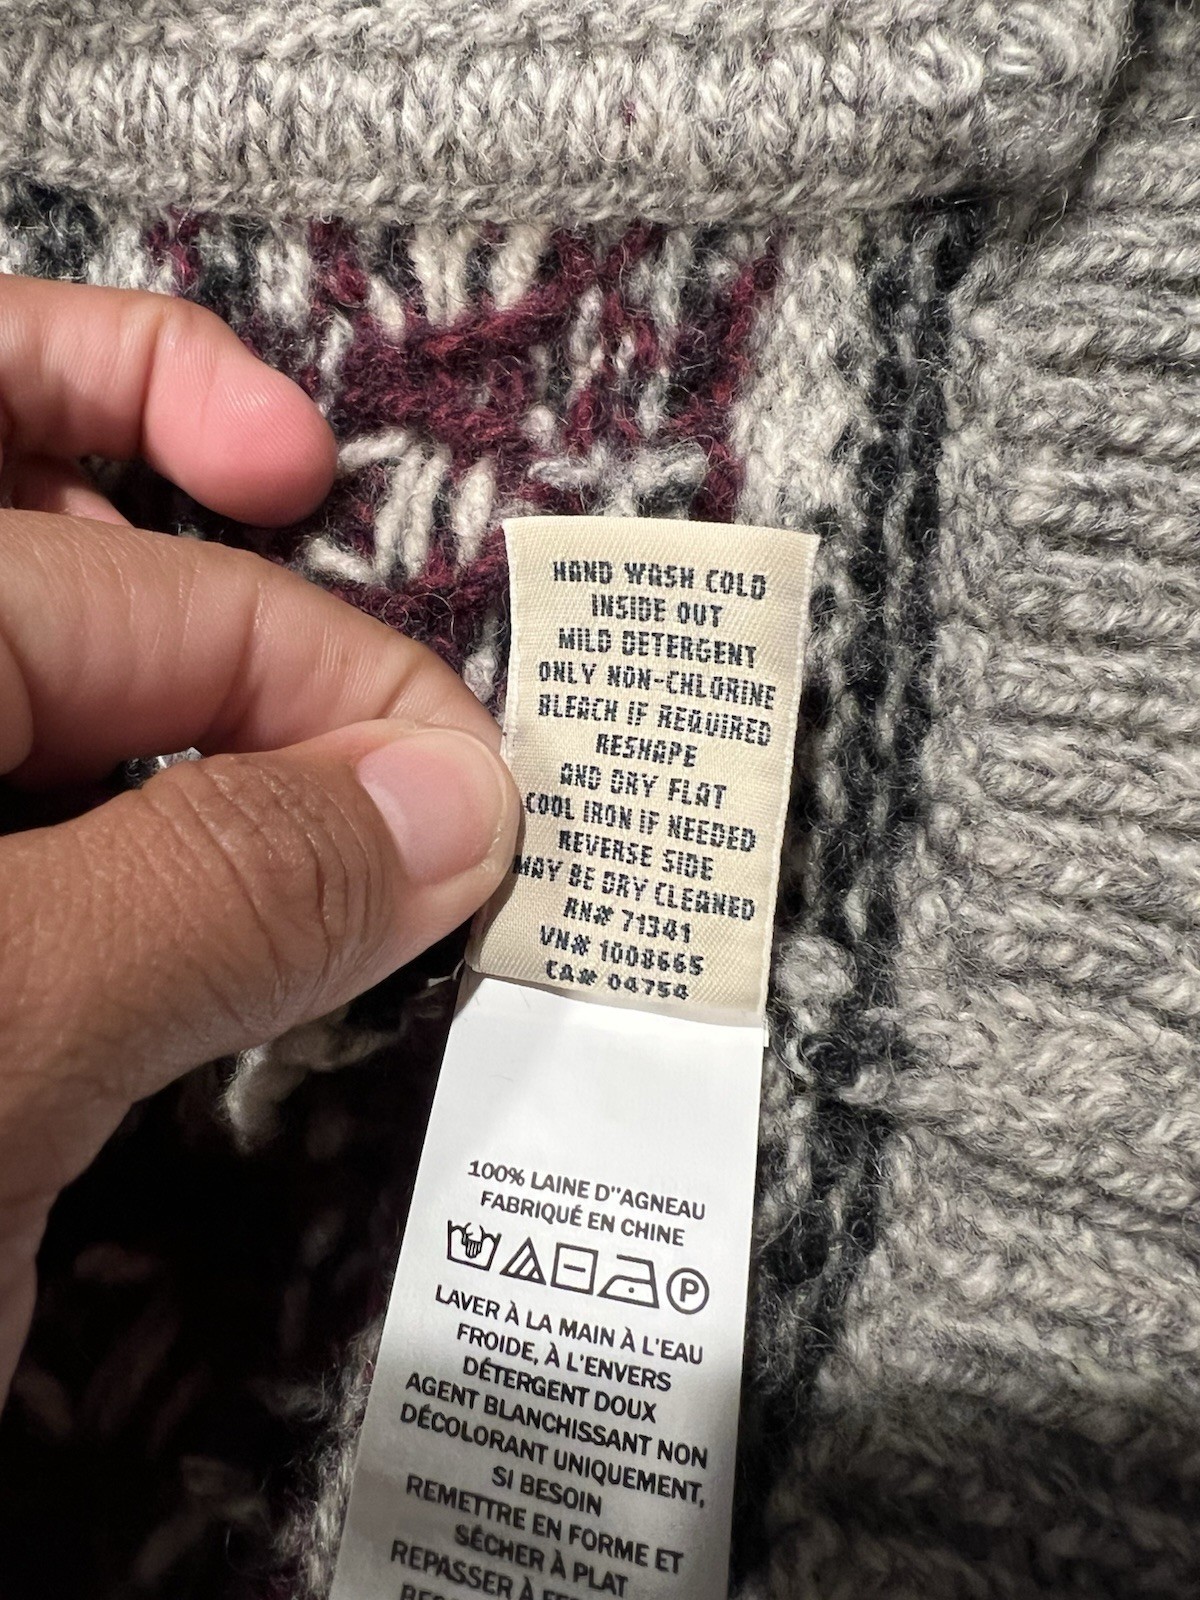 HAND WASH COLD
INSIDE OUT
MILD DETERGENT
ONLY NON-CHLORINE
BLEACH IF REQUIRED
RESHAPE
AND DRY FLAT
COOL IRON IF NEEDED
REVERSE SIDE
MAY BE DRY CLEANED
RN# 71341
VN# 1008665
CA# 04754
100% LAINE D"AGNEAU
FABRIQUÉ EN CHINE
P
LAVER À LA MAIN À L'EAU
FROIDE, À L'ENVERS
DÉTERGENT DOUX
AGENT BLANCHISSANT NON
DÉCOLORANT UNIQUEMENT,
SI BESOIN
REMETTRE EN FORME ET
SÉCHER À PLAT
REPASSER À